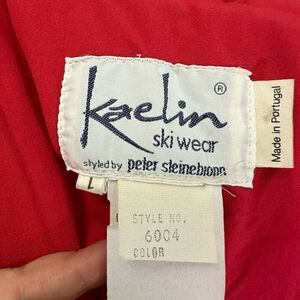 Kaelin ®
ski wear
styled by peter steinebronn
Made in Portugal
L
STYLE NO.
6004
COLOR